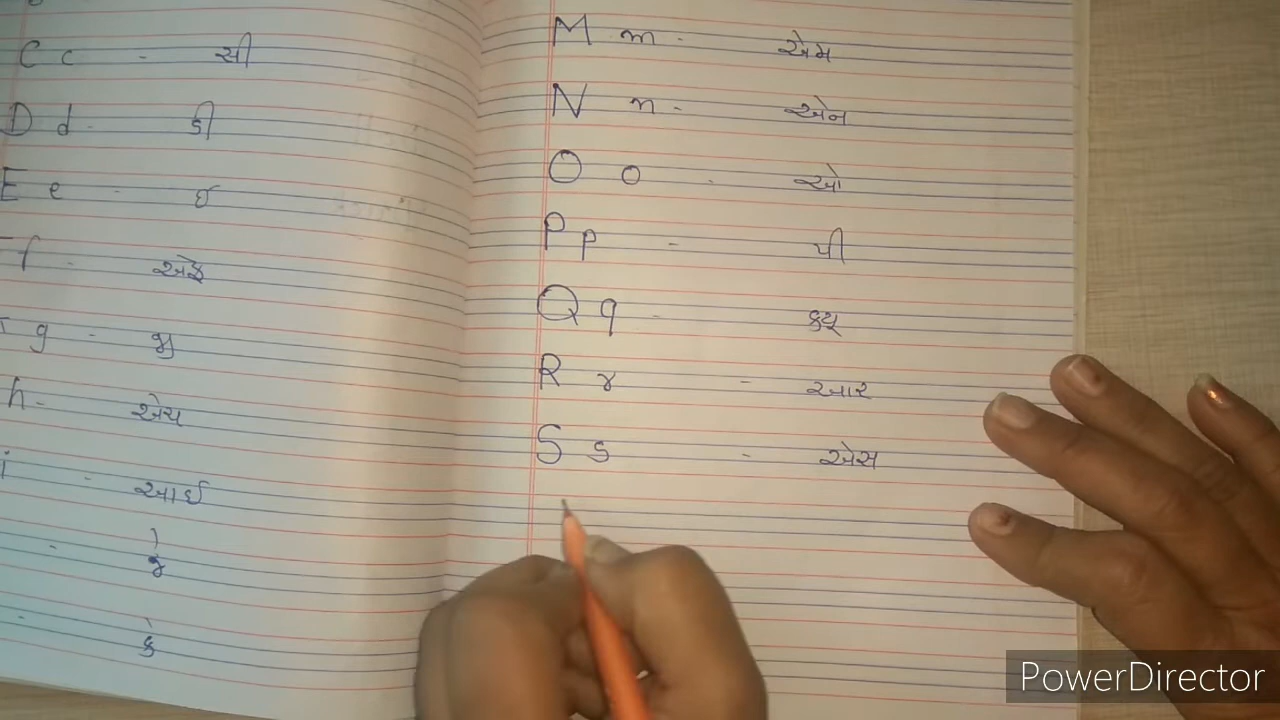 C c - સી
D d - ડી
E e - ઈ
f - એફ
g - જી
h - એચ
i - આઈ
- જે
- કે
M m - એમ
N n - એન
O o - ઓ
P p - પી
Q q - ક્યૂ
R r - આર
S s - એસ
PowerDirector